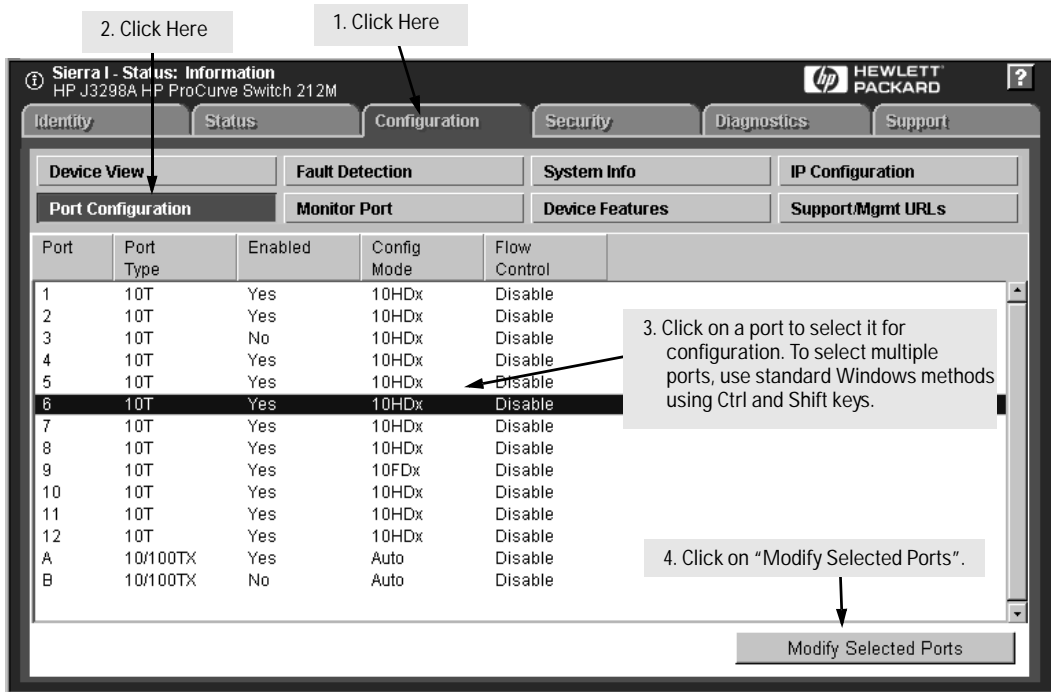 2. Click Here
1. Click Here
Sierra I - Status: Information
HP J3298A HP ProCurve Switch 212M
hp HEWLETT
PACKARD
?
Identity Status Configuration Security Diagnostics Support
Device View Fault Detection System Info IP Configuration
Port Configuration Monitor Port Device Features Support/Mgmt URLs
Port Port Enabled Config Flow
Type Mode Control
1 10T Yes 10HDx Disable
2 10T Yes 10HDx Disable
3 10T No 10HDx Disable
4 10T Yes 10HDx Disable
5 10T Yes 10HDx Disable
6 10T Yes 10HDx Disable
7 10T Yes 10HDx Disable
8 10T Yes 10HDx Disable
9 10T Yes 10FDx Disable
10 10T Yes 10HDx Disable
11 10T Yes 10HDx Disable
12 10T Yes 10HDx Disable
A 10/100TX Yes Auto Disable
B 10/100TX No Auto Disable
3. Click on a port to select it for
configuration. To select multiple
ports, use standard Windows methods
using Ctrl and Shift keys.
4. Click on “Modify Selected Ports”.
Modify Selected Ports